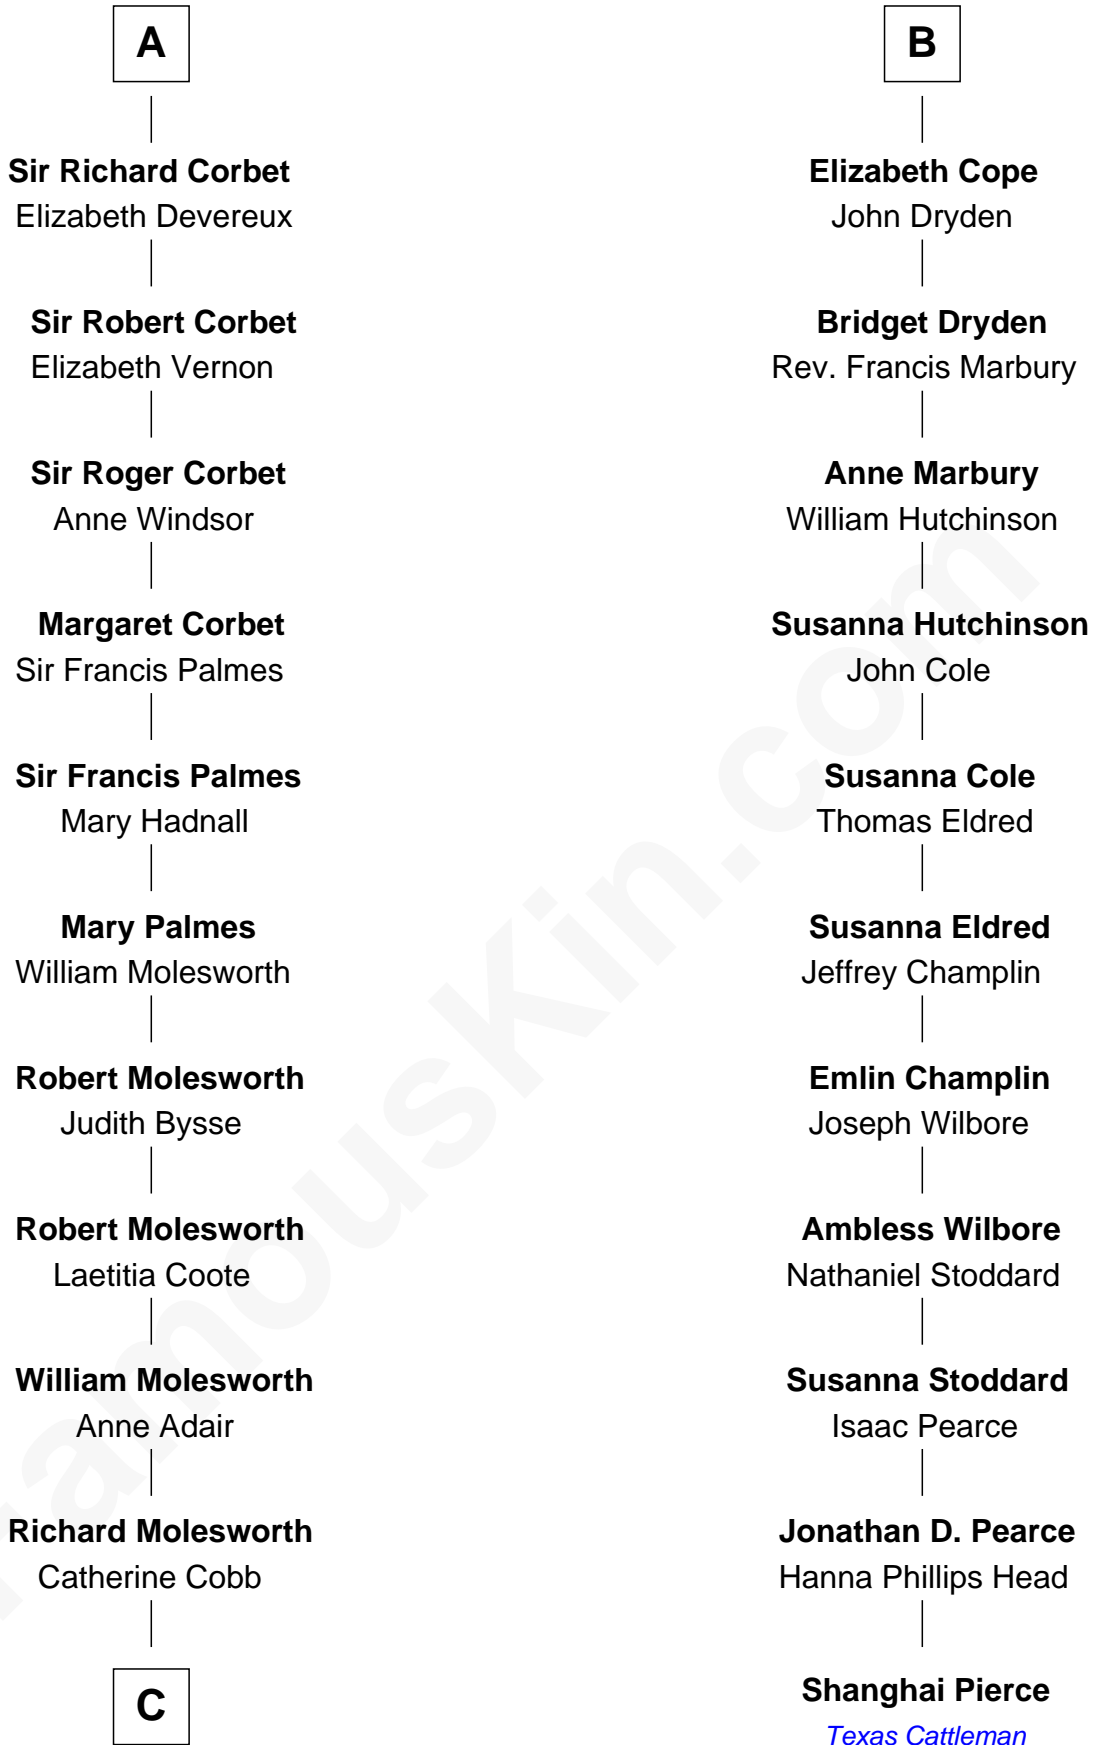 A
Sir Richard Corbet
Elizabeth Devereux
Sir Robert Corbet
Elizabeth Vernon
Sir Roger Corbet
Anne Windsor
Margaret Corbet
Sir Francis Palmes
Sir Francis Palmes
Mary Hadnall
Mary Palmes
William Molesworth
Robert Molesworth
Judith Bysse
Robert Molesworth
Laetitia Coote
William Molesworth
Anne Adair
Richard Molesworth
Catherine Cobb
C
B
Elizabeth Cope
John Dryden
Bridget Dryden
Rev. Francis Marbury
Anne Marbury
William Hutchinson
Susanna Hutchinson
John Cole
Susanna Cole
Thomas Eldred
Susanna Eldred
Jeffrey Champlin
Emlin Champlin
Joseph Wilbore
Ambless Wilbore
Nathaniel Stoddard
Susanna Stoddard
Isaac Pearce
Jonathan D. Pearce
Hanna Phillips Head
Shanghai Pierce
Texas Cattleman
FamousKin.com